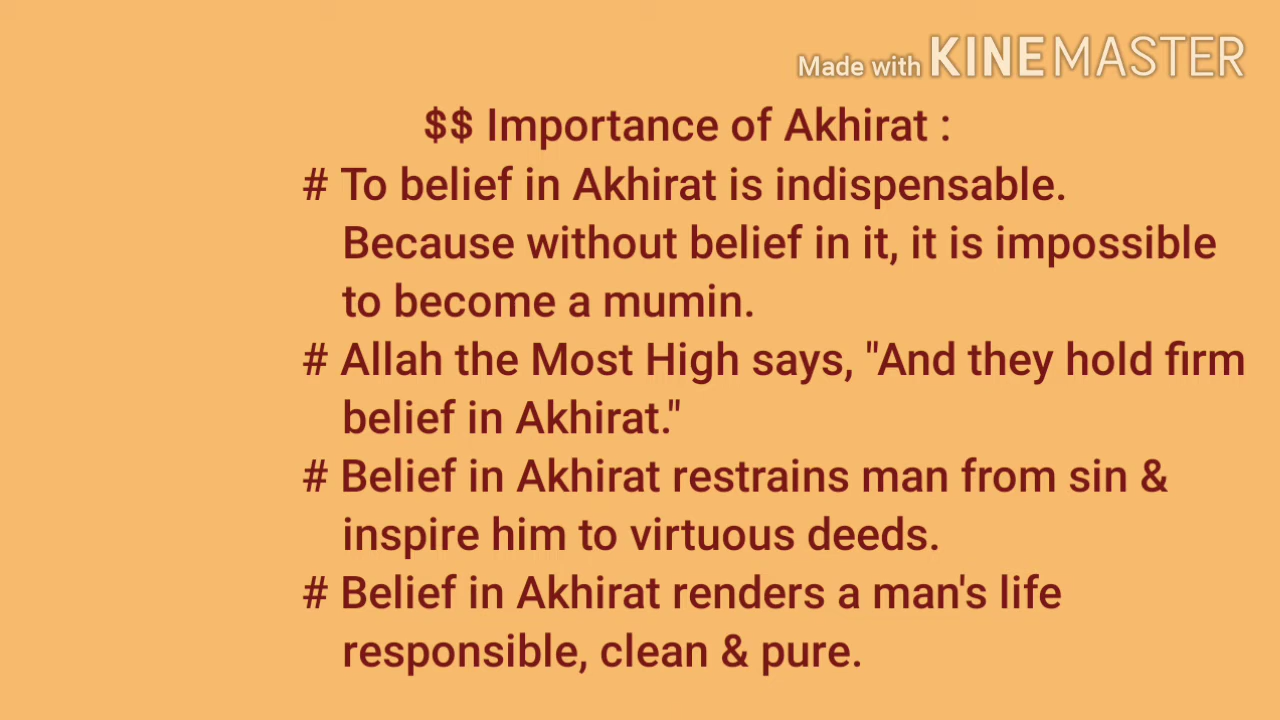 Made with KINEMASTER
$$ Importance of Akhirat :
# To belief in Akhirat is indispensable.
Because without belief in it, it is impossible
to become a mumin.
# Allah the Most High says, "And they hold firm
belief in Akhirat."
# Belief in Akhirat restrains man from sin &
inspire him to virtuous deeds.
# Belief in Akhirat renders a man's life
responsible, clean & pure.